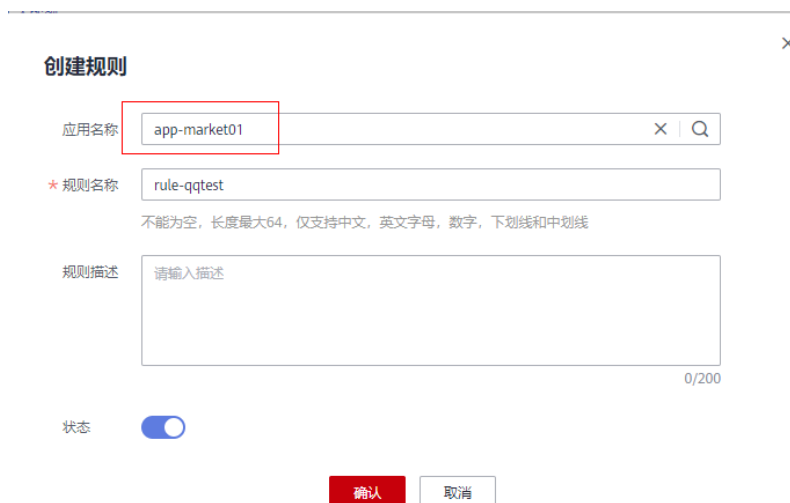 创建规则
应用名称 app-market01
* 规则名称 rule-qqtest
不能为空，长度最大64，仅支持中文，英文字母，数字，下划线和中划线
规则描述 请输入描述
0/200
状态
确认 取消